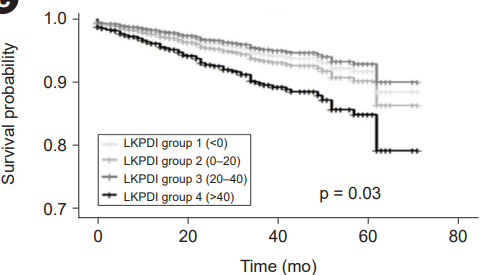 G
1.0
0.9
0.8
0.7
Survival probability
LKPDI group 1 (<0)
LKPDI group 2 (0–20)
LKPDI group 3 (20–40)
LKPDI group 4 (>40)
p = 0.03
0 20 40 60 80
Time (mo)